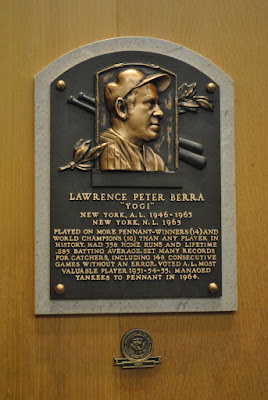 LAWRENCE PETER BERRA
"YOGI"
NEW YORK, A.L. 1946-1963
NEW YORK, N.L. 1965
PLAYED ON MORE PENNANT-WINNERS (14) AND
WORLD CHAMPIONS (10) THAN ANY PLAYER IN
HISTORY. HAD 358 HOME RUNS AND LIFETIME
.285 BATTING AVERAGE. SET MANY RECORDS
FOR CATCHERS, INCLUDING 148 CONSECUTIVE
GAMES WITHOUT AN ERROR. VOTED A.L. MOST
VALUABLE PLAYER 1951-54-55. MANAGED
YANKEES TO PENNANT IN 1964.